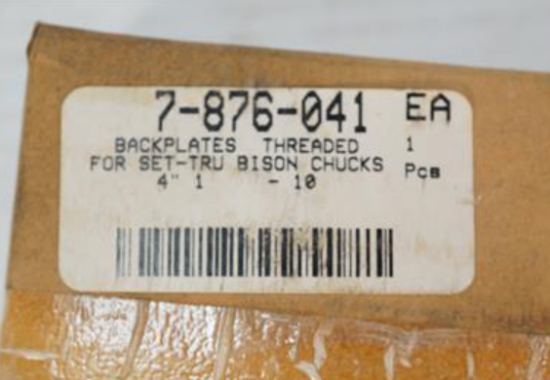 7-876-041 EA
BACKPLATES THREADED 1
FOR SET-TRU BISON CHUCKS Pcs
4" 1 - 10